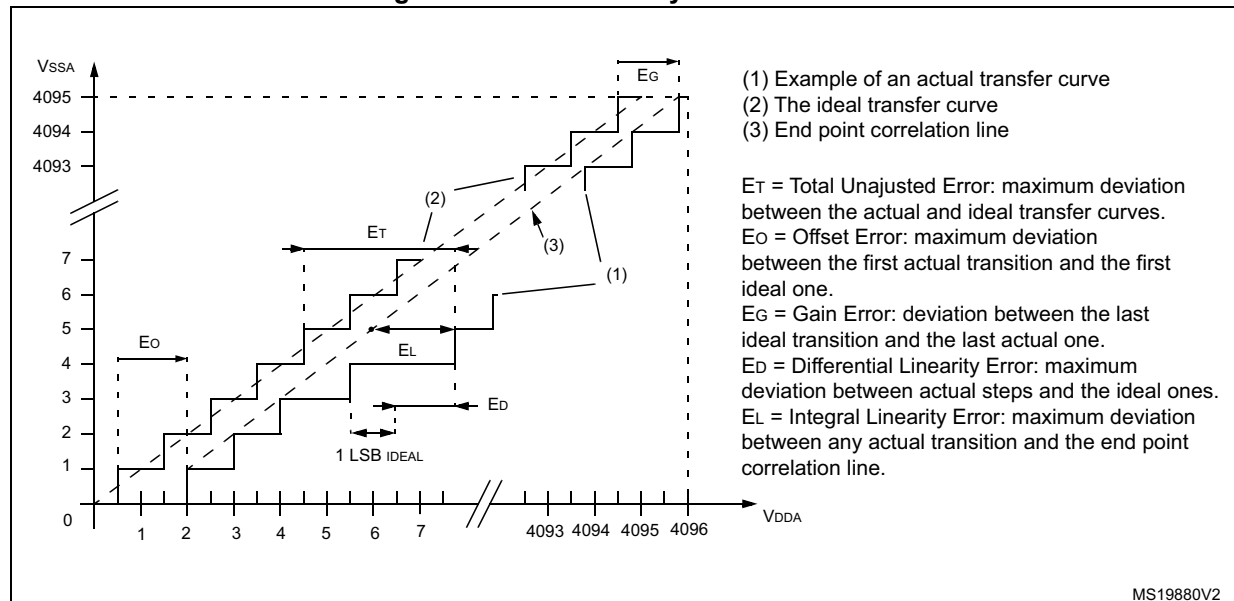 VSSA
EG
4095
4094
4093
(2)
ET
(3)
7
(1)
6
5
EO
EL
4
3
ED
2
1 LSB IDEAL
1
0
1 2 3 4 5 6 7 4093 4094 4095 4096
VDDA
(1) Example of an actual transfer curve
(2) The ideal transfer curve
(3) End point correlation line
ET = Total Unajusted Error: maximum deviation
between the actual and ideal transfer curves.
EO = Offset Error: maximum deviation
between the first actual transition and the first
ideal one.
EG = Gain Error: deviation between the last
ideal transition and the last actual one.
ED = Differential Linearity Error: maximum
deviation between actual steps and the ideal ones.
EL = Integral Linearity Error: maximum deviation
between any actual transition and the end point
correlation line.
MS19880V2